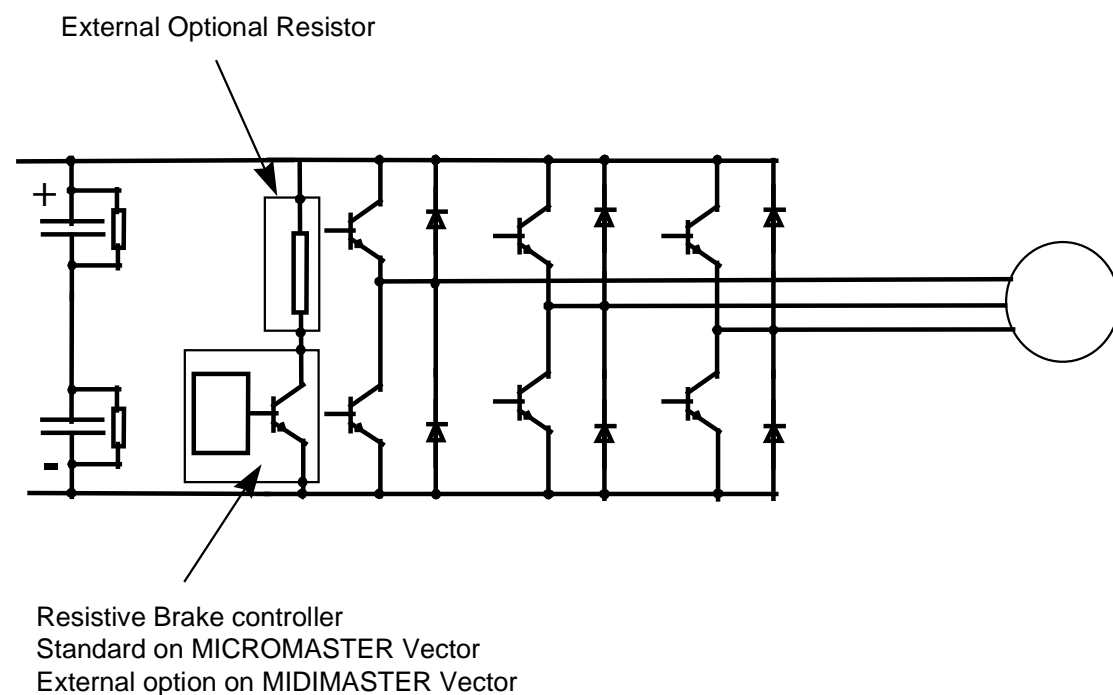 External Optional Resistor
+
-
Resistive Brake controller
Standard on MICROMASTER Vector
External option on MIDIMASTER Vector